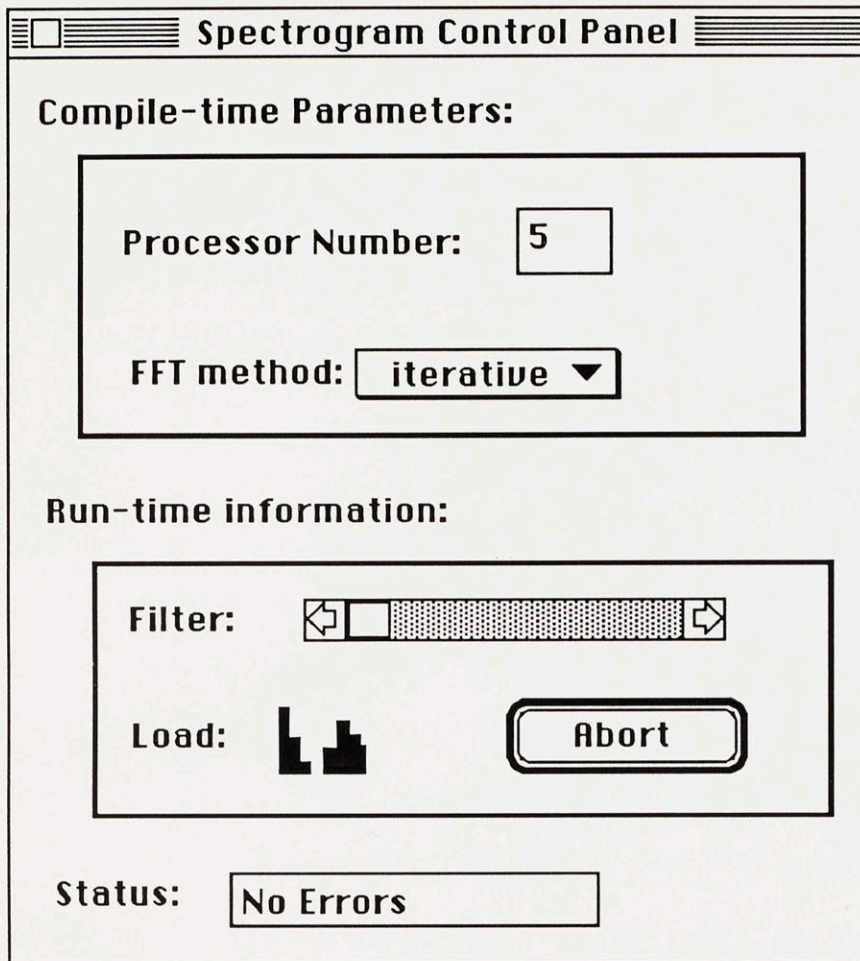 Spectrogram Control Panel
Compile-time Parameters:
Processor Number: 5
FFT method: iterative
Run-time information:
Filter:
Load: Abort
Status: No Errors